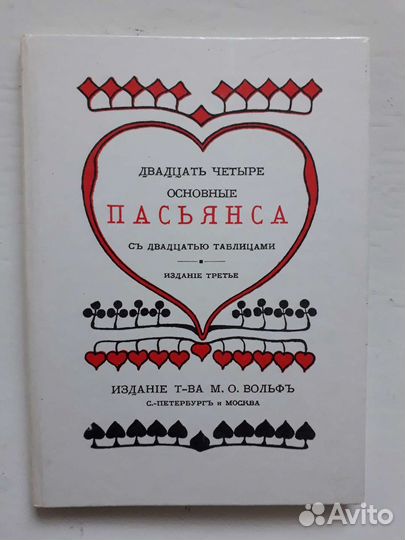 ДВАДЦАТЬ ЧЕТЫРЕ
ОСНОВНЫЕ
ПАСЬЯНСА
СЪ ДВАДЦАТЬЮ ТАБЛИЦАМИ
ИЗДАНІЕ ТРЕТЬЕ
ИЗДАНІЕ Т-ВА М. О. ВОЛЬФЪ
С.-ПЕТЕРБУРГЪ и МОСКВА
Avito